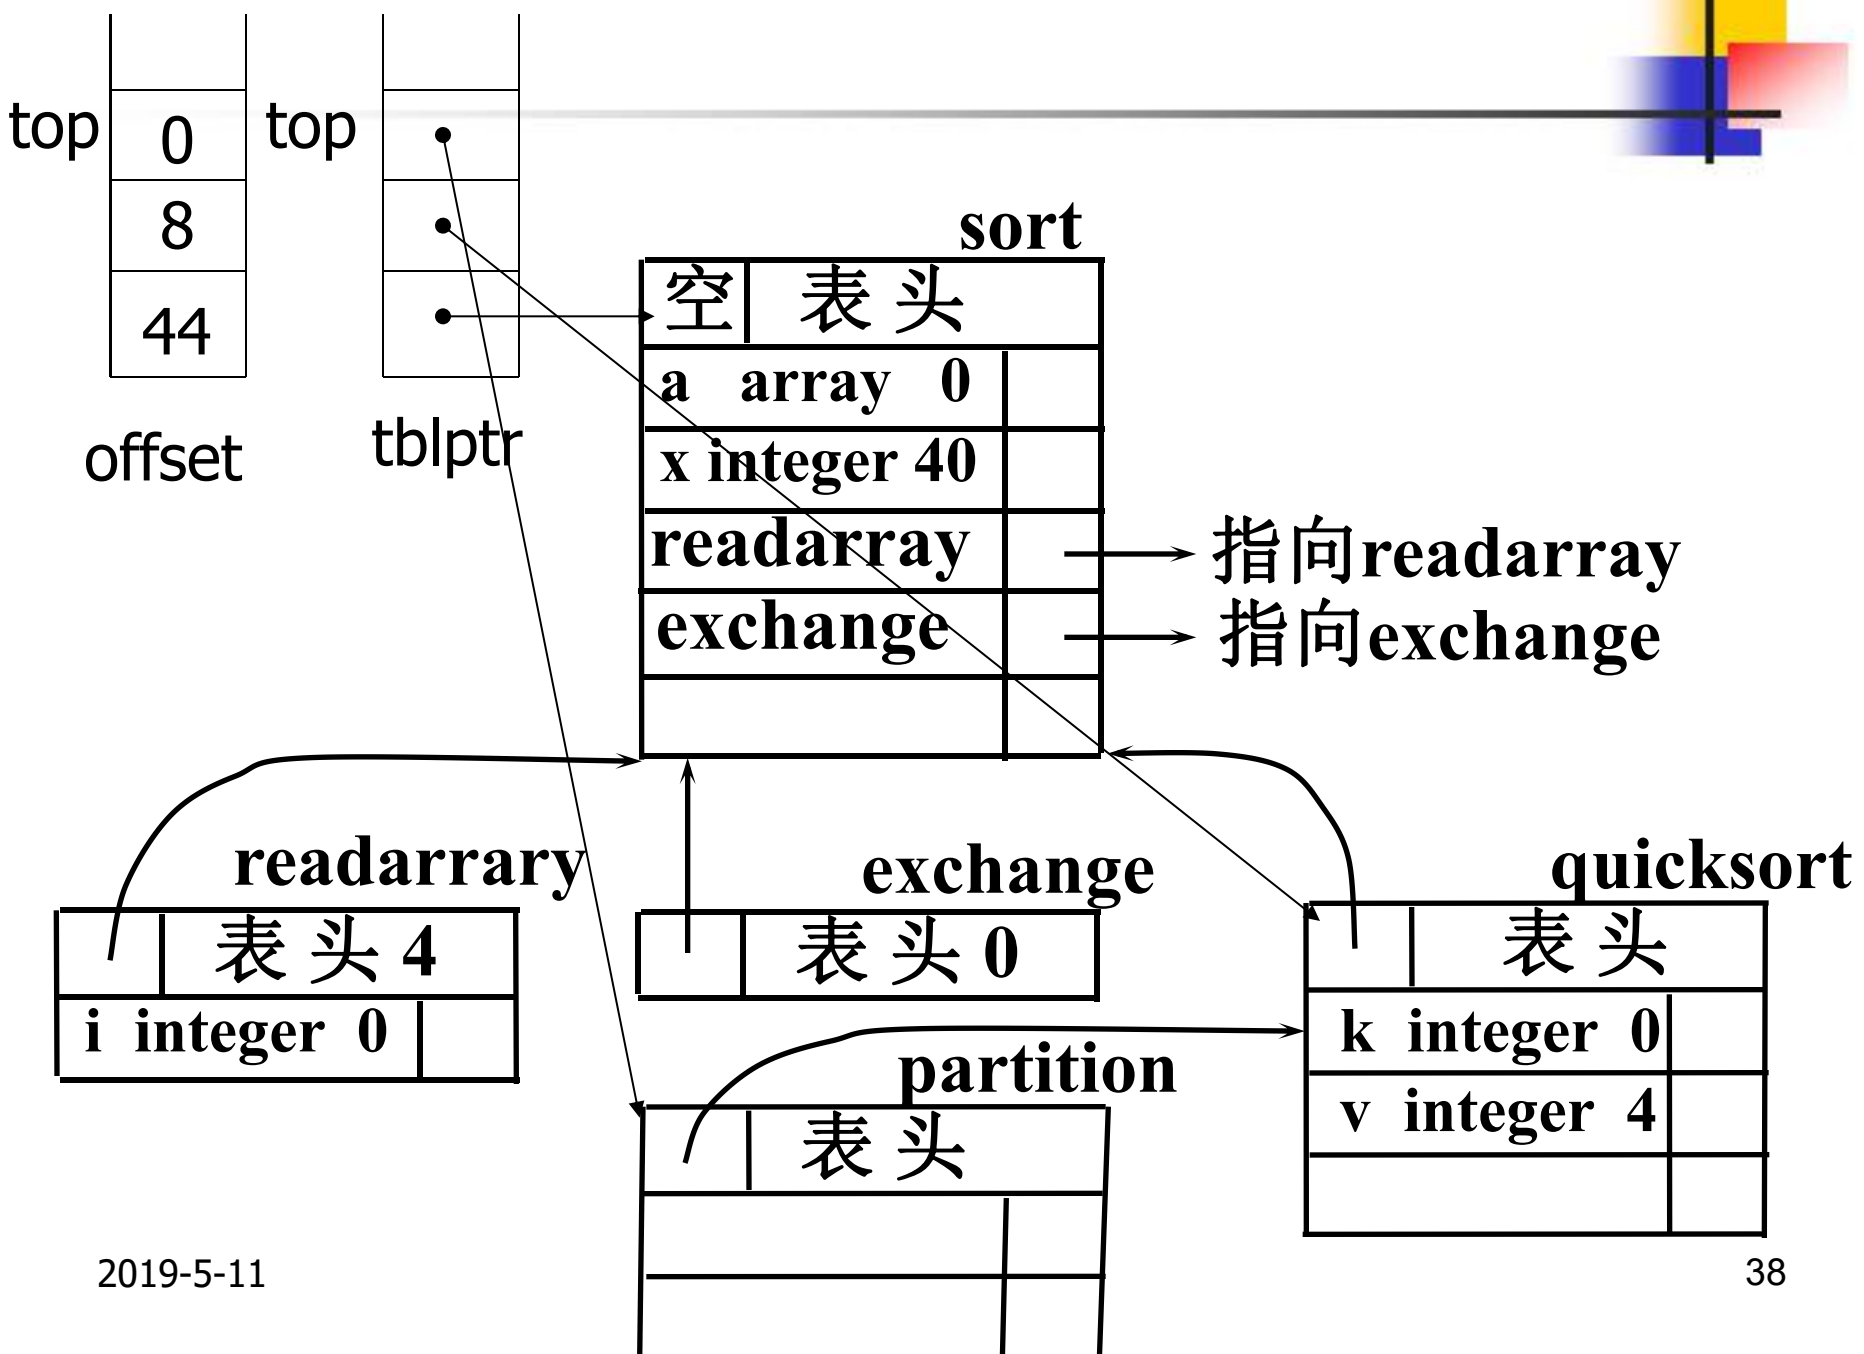 top
0
top
8
44
offset
tblptr
sort
空 表 头
a array 0
x integer 40
readarray
指向readarray
exchange
指向exchange
readarrary
表 头 4
i integer 0
exchange
表 头 0
quicksort
表 头
k integer 0
v integer 4
partition
表 头
2019-5-11
38